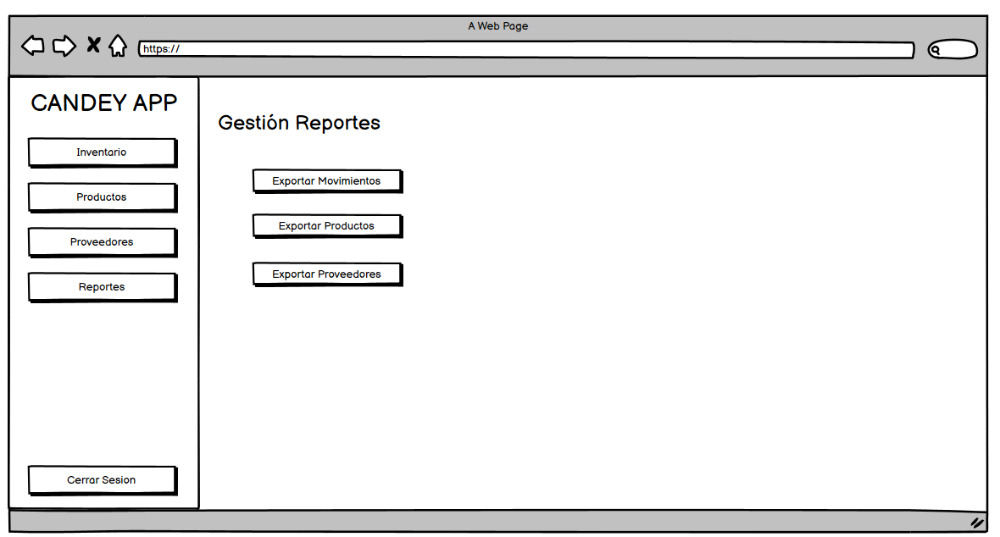 A Web Page
https://
CANDEY APP
Inventario
Productos
Proveedores
Reportes
Cerrar Sesion
Gestión Reportes
Exportar Movimientos
Exportar Productos
Exportar Proveedores